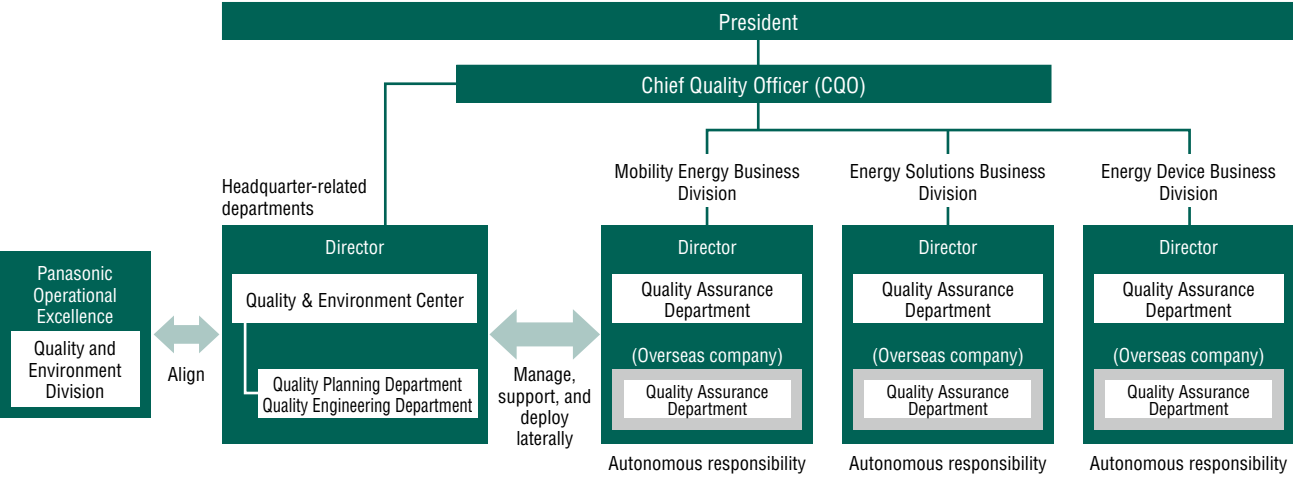 President
Chief Quality Officer (CQO)
Headquarter-related
departments
Mobility Energy Business
Division
Energy Solutions Business
Division
Energy Device Business
Division
Panasonic
Operational
Excellence
Quality and
Environment
Division
Align
Director
Quality & Environment Center
Quality Planning Department
Quality Engineering Department
Manage,
support, and
deploy
laterally
Director
Quality Assurance
Department
(Overseas company)
Quality Assurance
Department
Autonomous responsibility
Director
Quality Assurance
Department
(Overseas company)
Quality Assurance
Department
Autonomous responsibility
Director
Quality Assurance
Department
(Overseas company)
Quality Assurance
Department
Autonomous responsibility